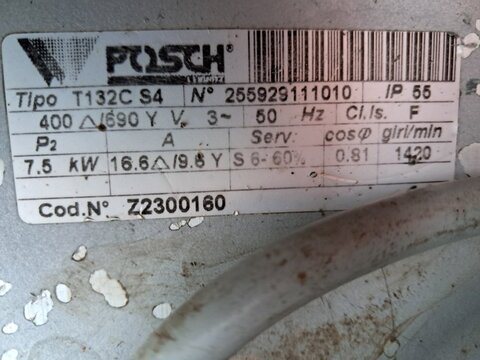 POSCH®
Tipo T132C S4 N° 255929111010 IP 55
400 △/690 Y V 3~ 50 Hz Cl.Is. F
P2 A Serv. cosφ giri/min
7.5 kW 16.6△/9.6 Y S 6-60% 0.81 1420
Cod.N° Z2300160